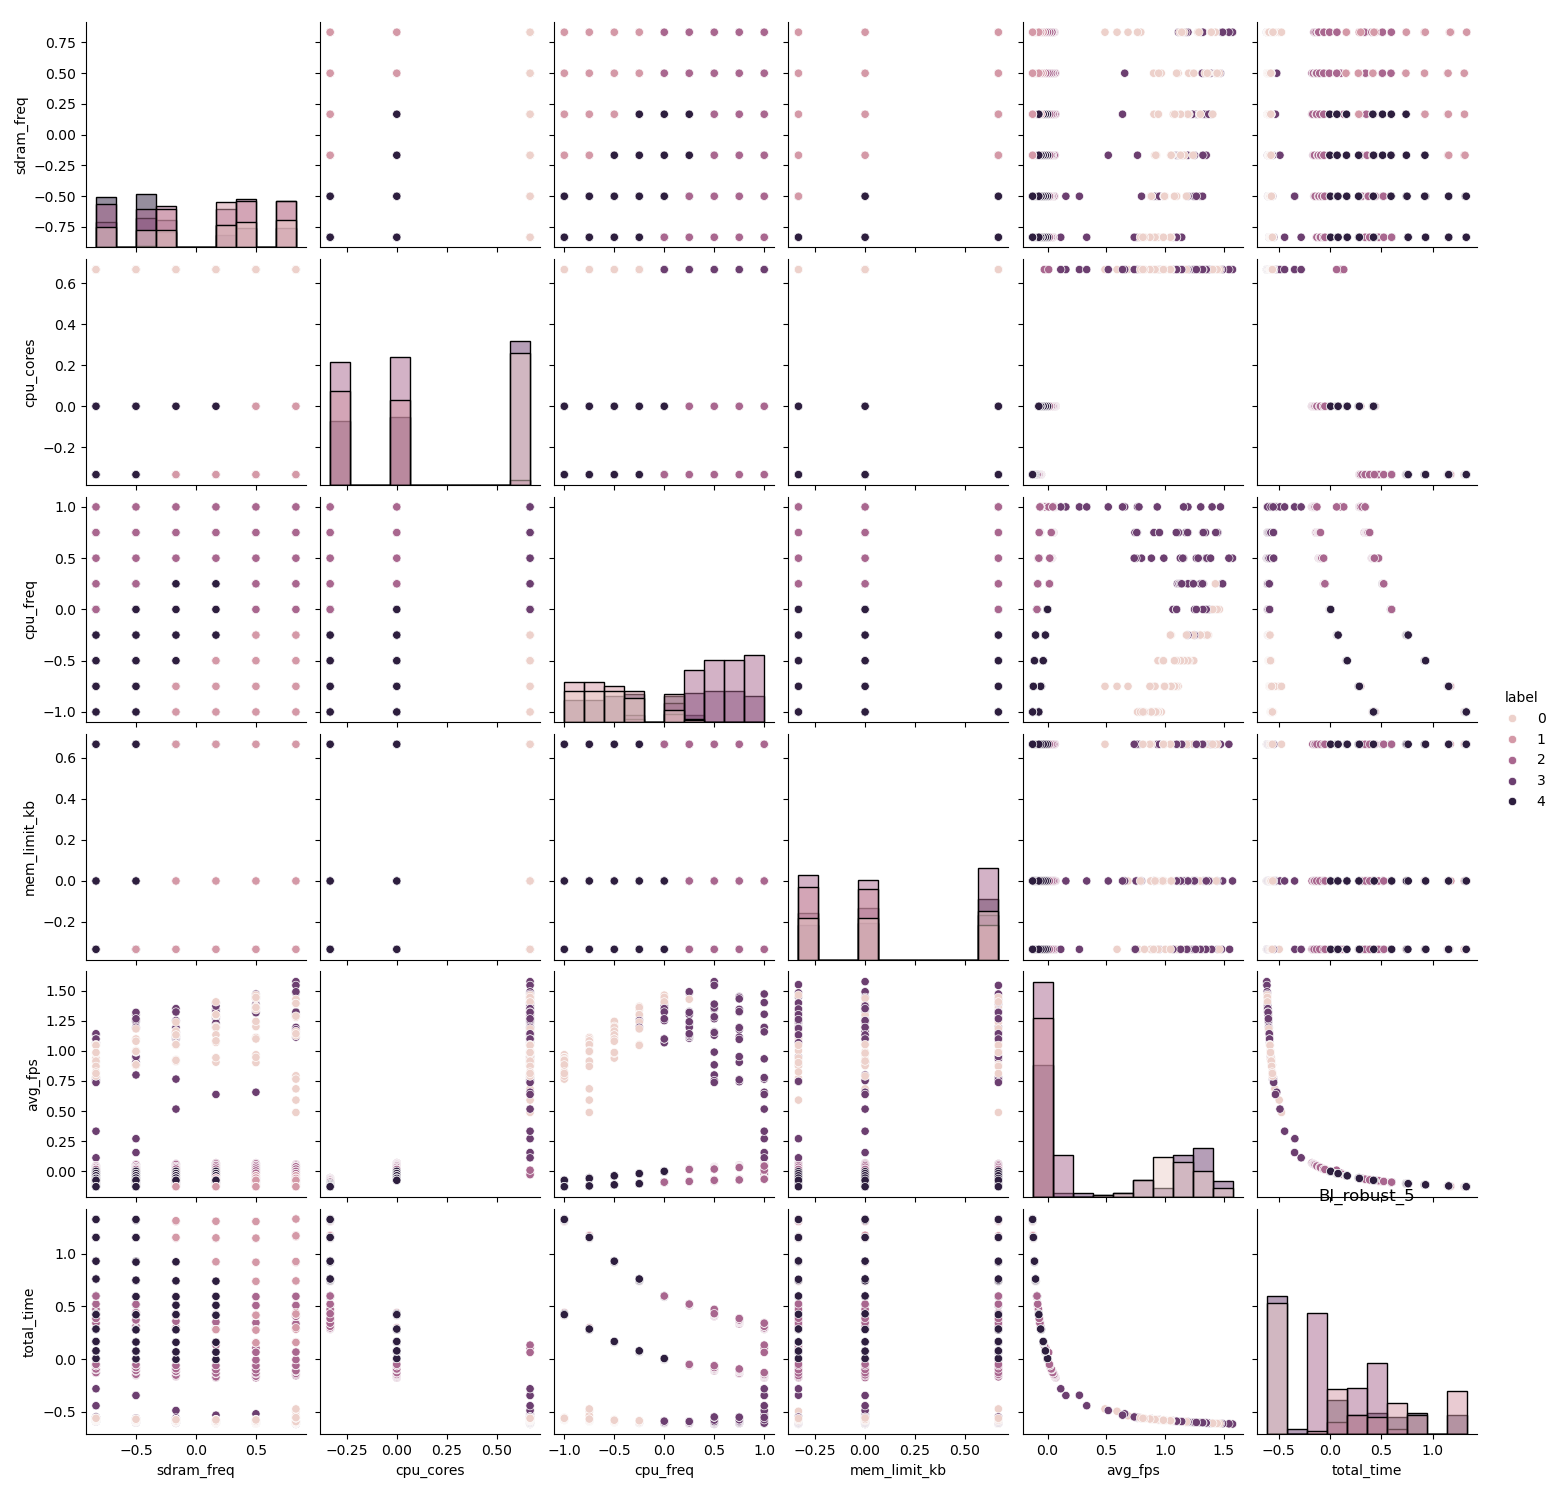 sdram_freq
0.75
0.50
0.25
0.00
−0.25
−0.50
−0.75
cpu_cores
0.6
0.4
0.2
0.0
−0.2
cpu_freq
1.0
0.5
0.0
−0.5
−1.0
label
0
1
2
3
4
mem_limit_kb
0.6
0.4
0.2
0.0
−0.2
avg_fps
1.50
1.25
1.00
0.75
0.50
0.25
0.00
BJ_robust_5
total_time
1.0
0.5
0.0
−0.5
−0.5 0.0 0.5
−0.25 0.00 0.25 0.50
−1.0 −0.5 0.0 0.5 1.0
−0.25 0.00 0.25 0.50
0.0 0.5 1.0 1.5
−0.5 0.0 0.5 1.0
sdram_freq cpu_cores cpu_freq mem_limit_kb avg_fps total_time